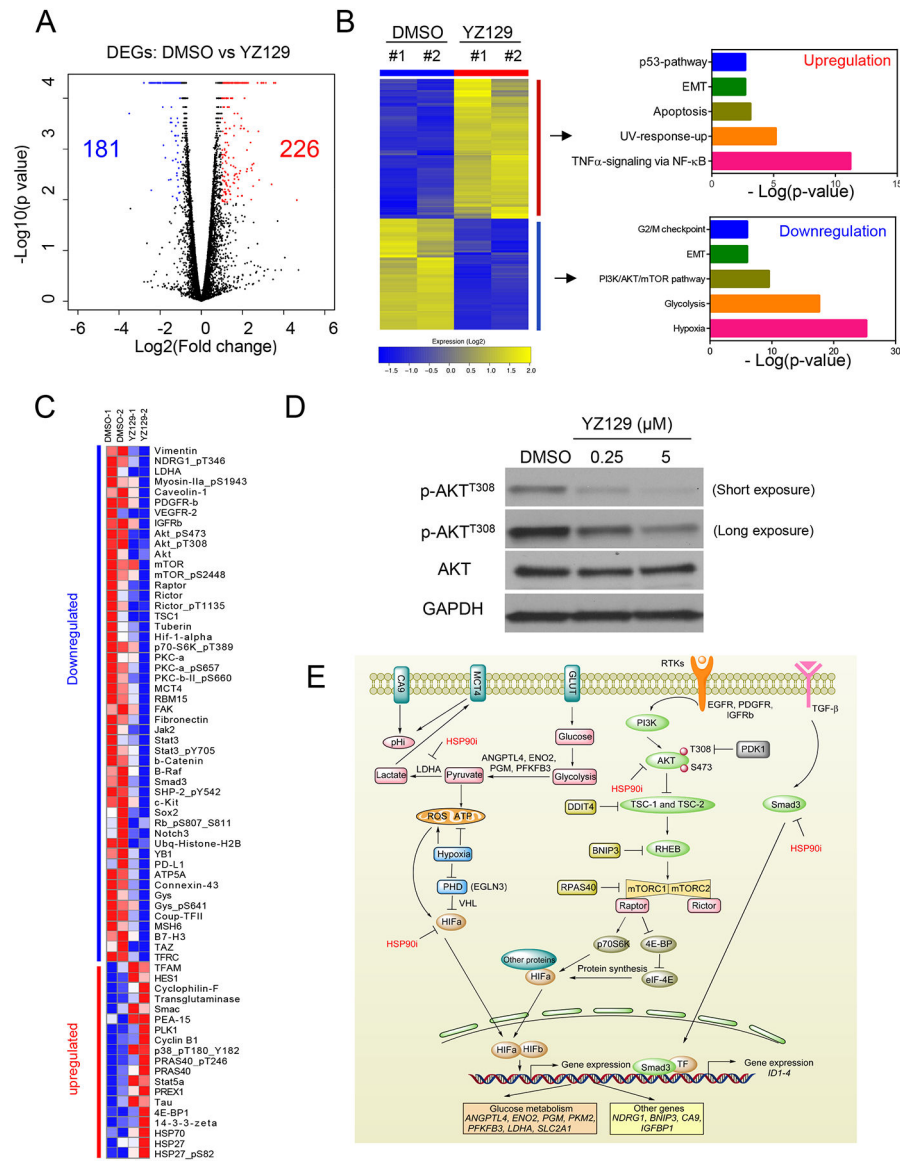 A
DEGs: DMSO vs YZ129
181
226
-Log10(p value)
4
3
2
1
0
−6 −4 −2 0 2 4 6
Log2(Fold change)
B
DMSO YZ129
#1 #2 #1 #2
Expression (Log2)
-1.5 -1.0 -0.5 0.0 0.5 1.0 1.5 2.0
Upregulation
p53-pathway
EMT
Apoptosis
UV-response-up
TNFα-signaling via NF-κB
0 5 10 15
- Log(p-value)
Downregulation
G2/M checkpoint
EMT
PI3K/AKT/mTOR pathway
Glycolysis
Hypoxia
0 10 20 30
- Log(p-value)
C
DMSO-1
DMSO-2
YZ129-1
YZ129-2
Downregulated
Vimentin
NDRG1_pT346
LDHA
Myosin-IIa_pS1943
Caveolin-1
PDGFR-b
VEGFR-2
IGFRb
Akt_pS473
Akt_pT308
Akt
mTOR
mTOR_pS2448
Raptor
Rictor
Rictor_pT1135
TSC1
Tuberin
Hif-1-alpha
p70-S6K_pT389
PKC-a
PKC-a_pS657
PKC-b-II_pS660
MCT4
RBM15
FAK
Fibronectin
Jak2
Stat3
Stat3_pY705
b-Catenin
B-Raf
Smad3
SHP-2_pY542
c-Kit
Sox2
Rb_pS807_S811
Notch3
Ubq-Histone-H2B
YB1
PD-L1
ATP5A
Connexin-43
Gys
Gys_pS641
Coup-TFII
MSH6
B7-H3
TAZ
TFRC
upregulated
TFAM
HES1
Cyclophilin-F
Transglutaminase
Smac
PEA-15
PLK1
Cyclin B1
p38_pT180_Y182
PRAS40_pT246
PRAS40
Stat5a
PREX1
Tau
4E-BP1
14-3-3-zeta
HSP70
HSP27
HSP27_pS82
D
YZ129 (µM)
DMSO 0.25 5
p-AKTT308 (Short exposure)
p-AKTT308 (Long exposure)
AKT
GAPDH
E
CA9
MCT4
GLUT
RTKs
EGFR, PDGFR,
IGFRb
TGF-β
pHi
HSP90i
Glucose
PI3K
Lactate
LDHA
Pyruvate
ANGPTL4, ENO2,
PGM, PFKFB3
Glycolysis
AKT
T308
S473
PDK1
HSP90i
ROS ATP
DDIT4
TSC-1 and TSC-2
Smad3
HSP90i
Hypoxia
BNIP3
RHEB
PHD (EGLN3)
VHL
RPAS40
mTORC1 mTORC2
Raptor
Rictor
HIFa
HSP90i
p70S6K
4E-BP
Other proteins
HIFa
Protein synthesis
eIF-4E
HIFa HIFb
Gene expression
Smad3
TF
Gene expression
ID1-4
Glucose metabolism
ANGPTL4, ENO2, PGM, PKM2,
PFKFB3, LDHA, SLC2A1
Other genes
NDRG1, BNIP3, CA9,
IGFBP1